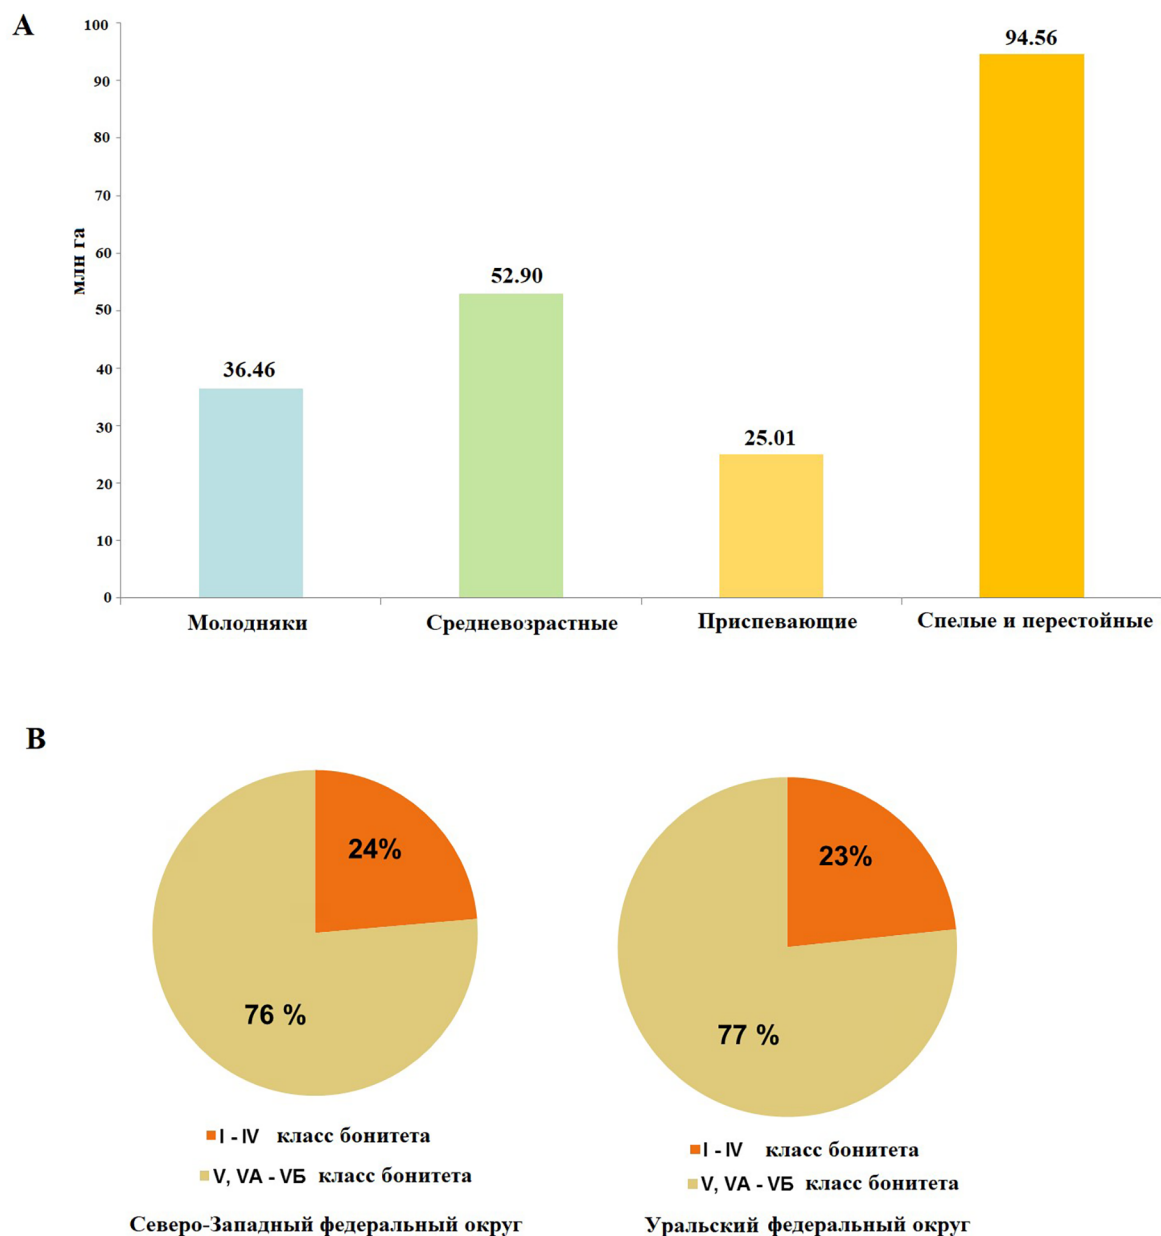 A
млн га
100
90
80
70
60
50
40
30
20
10
0
36.46
52.90
25.01
94.56
Молодняки
Средневозрастные
Приспевающие
Спелые и перестойные
B
24%
76 %
I - IV класс бонитета
V, VА - VБ класс бонитета
Северо-Западный федеральный округ
23%
77 %
I - IV класс бонитета
V, VА - VБ класс бонитета
Уральский федеральный округ